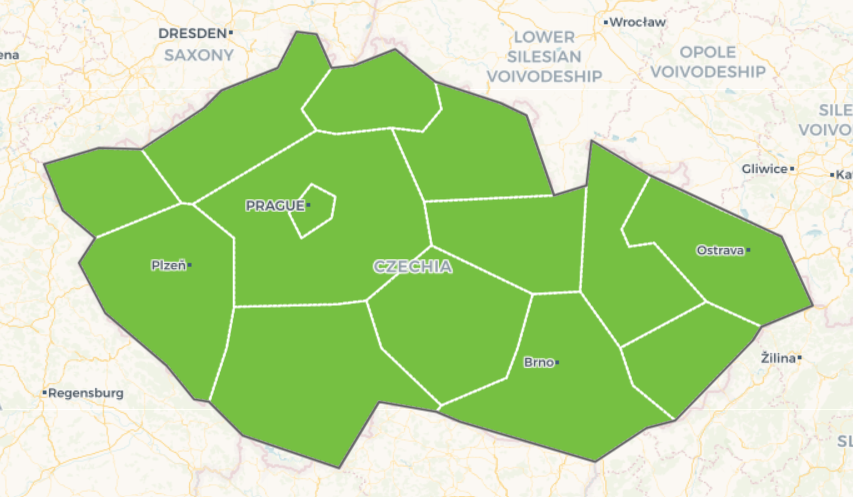 DRESDEN
SAXONY
Wrocław
LOWER
SILESIAN
VOIVODESHIP
OPOLE
VOIVODESHIP
ena
SILE
VOIVO
Gliwice
Ka
PRAGUE
Plzeň
CZECHIA
Ostrava
Brno
Žilina
Regensburg
SL